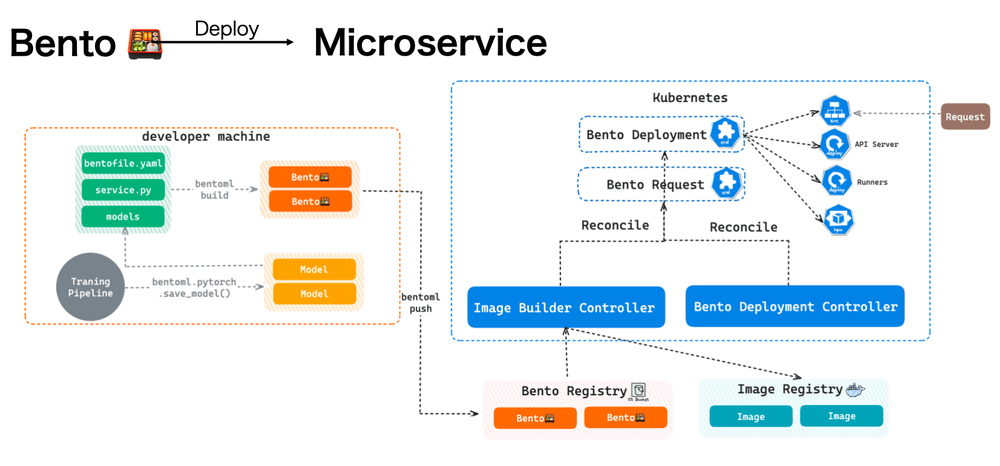 Bento
Deploy
Microservice
developer machine
bentofile.yaml
service.py
models
bentoml
build
Bento
Bento
Traning
Pipeline
bentoml.pytorch
.save_model()
Model
Model
bentoml
push
Kubernetes
Bento Deployment
crd
Bento Request
crd
svc
API Server
deploy
Runners
deploy
hpa
Request
Reconcile
Reconcile
Image Builder Controller
Bento Deployment Controller
Bento Registry
S3 Bucket
Bento
Bento
Image Registry
Image
Image